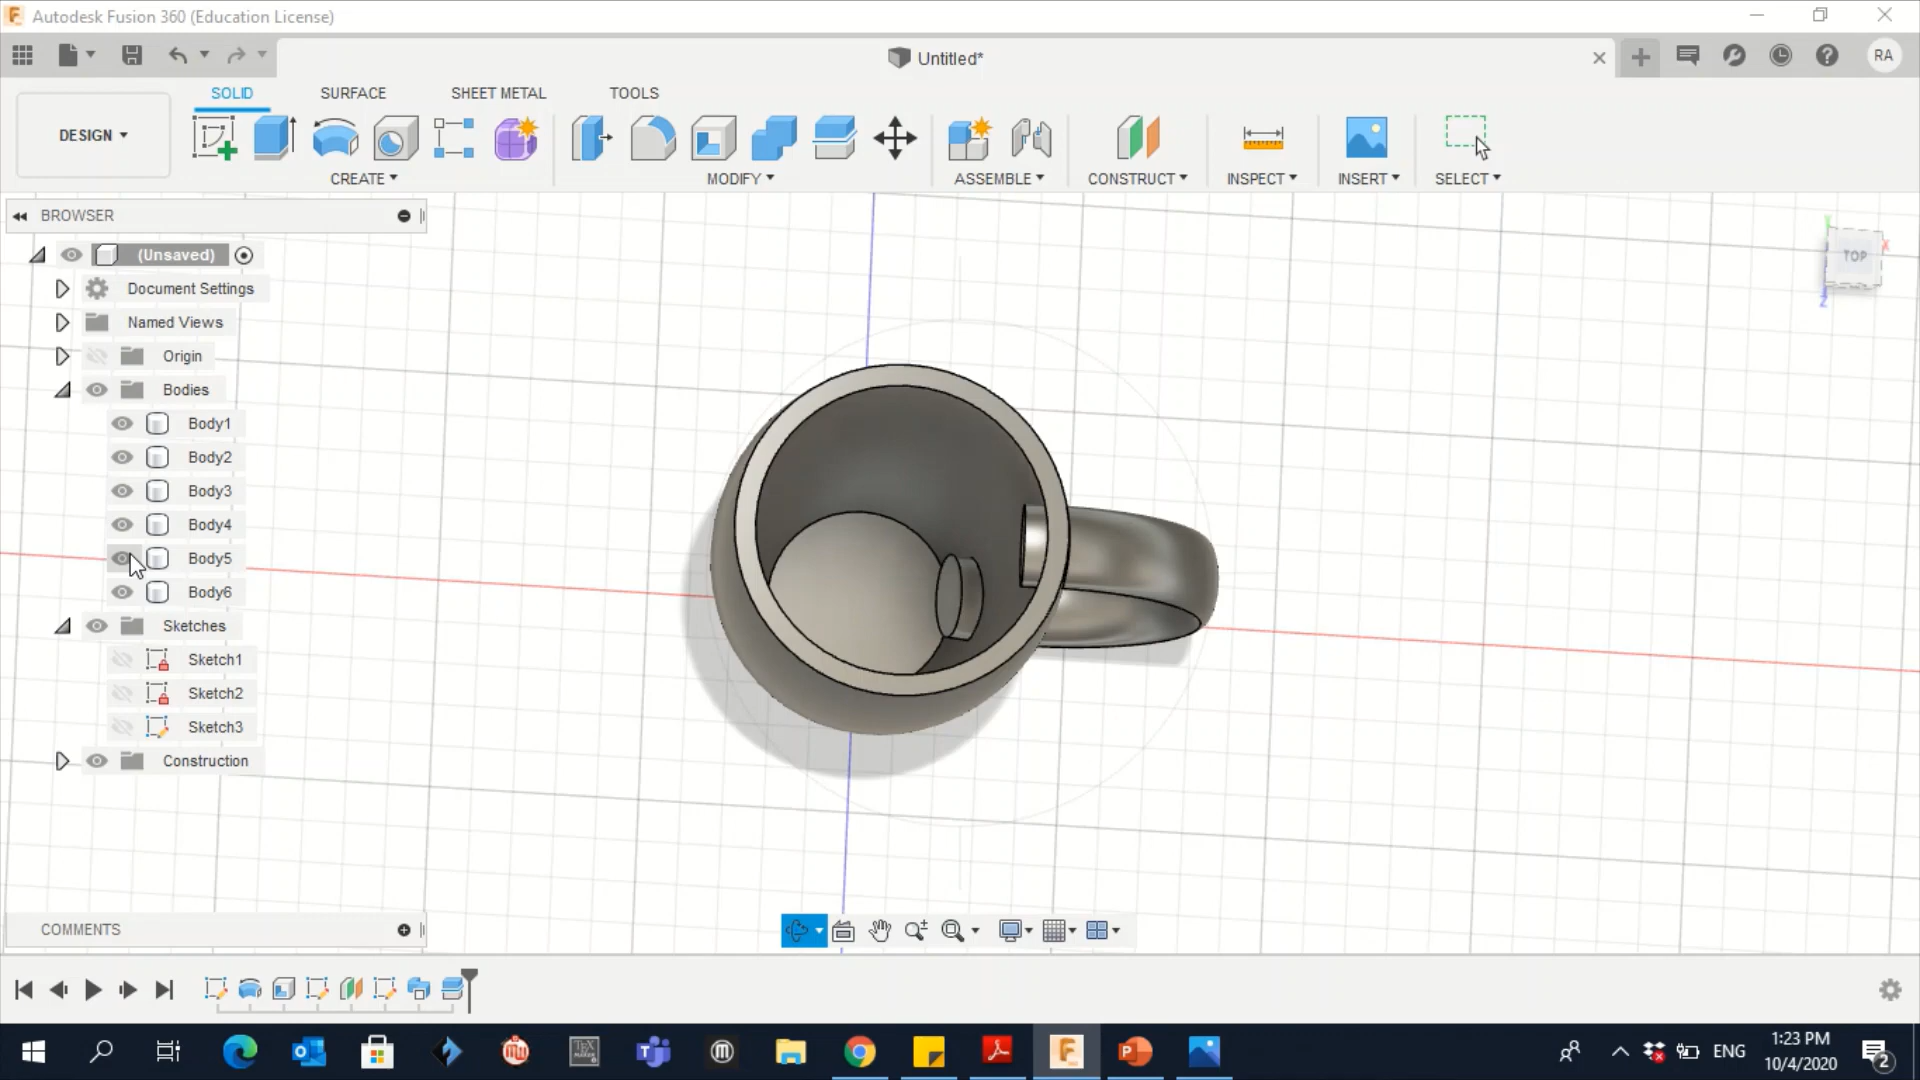 Autodesk Fusion 360 (Education License)
Untitled*
RA
SOLID SURFACE SHEET METAL TOOLS
DESIGN
CREATE MODIFY ASSEMBLE CONSTRUCT INSPECT INSERT SELECT
BROWSER
(Unsaved)
Document Settings
Named Views
Origin
Bodies
Body1
Body2
Body3
Body4
Body5
Body6
Sketches
Sketch1
Sketch2
Sketch3
Construction
TOP
X
Z
COMMENTS
ENG
1:23 PM
10/4/2020
2